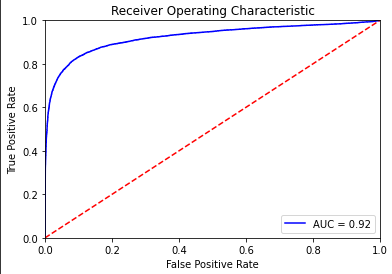 Receiver Operating Characteristic
1.0
0.8
0.6
0.4
0.2
0.0
True Positive Rate
AUC = 0.92
0.0 0.2 0.4 0.6 0.8 1.0
False Positive Rate